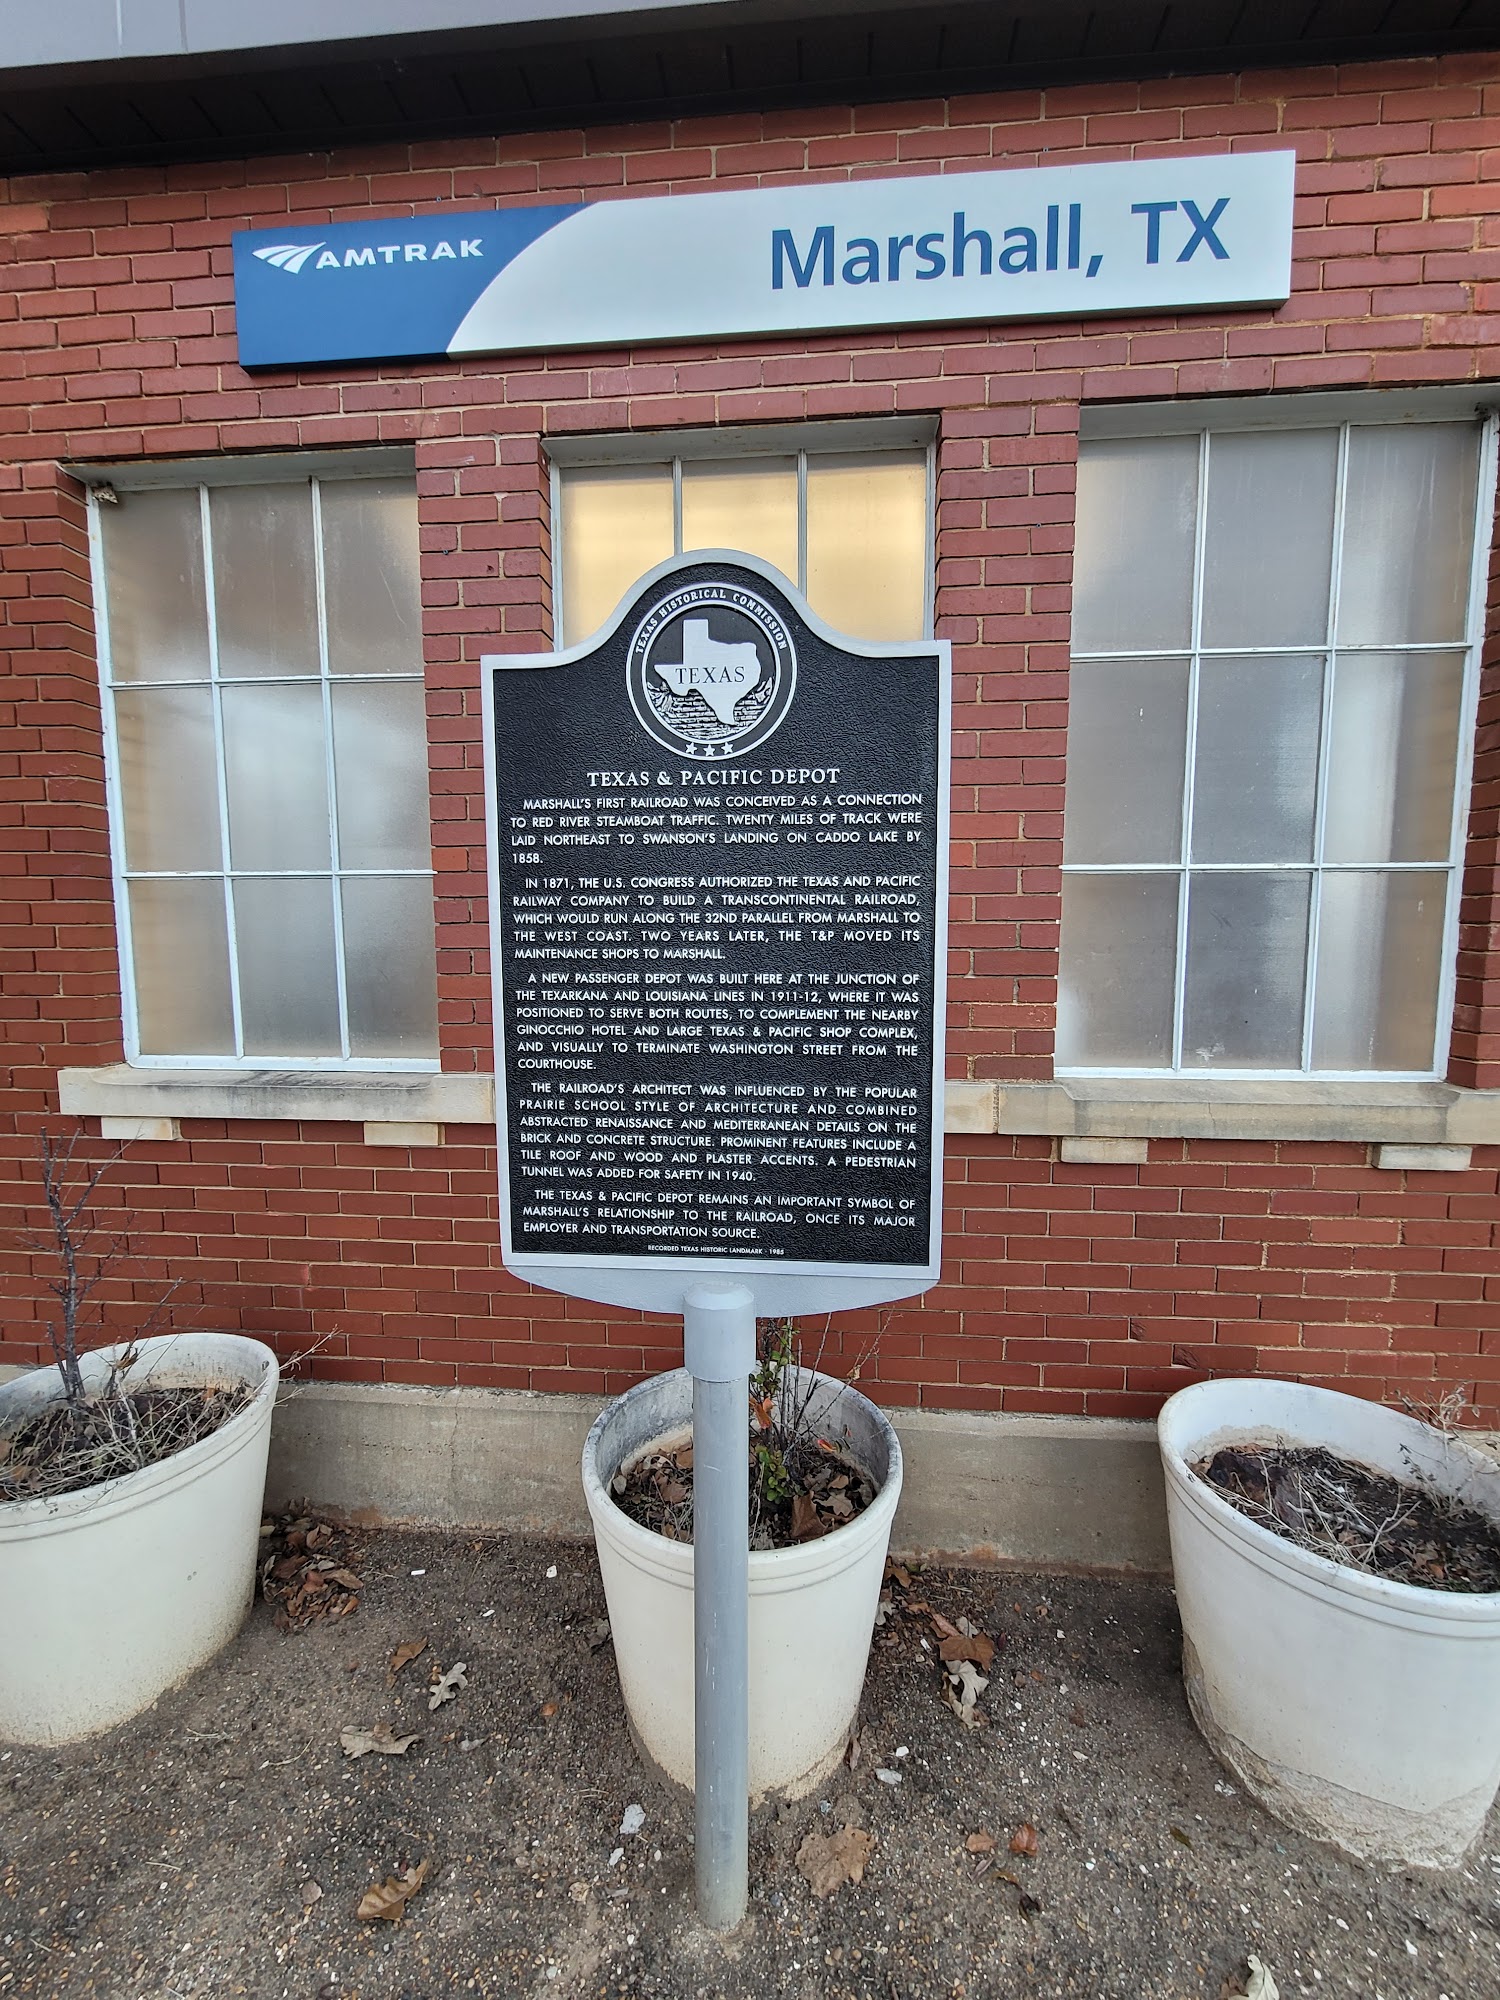 AMTRAK
Marshall, TX
TEXAS HISTORICAL COMMISSION
TEXAS
TEXAS & PACIFIC DEPOT
MARSHALL'S FIRST RAILROAD WAS CONCEIVED AS A CONNECTION
TO RED RIVER STEAMBOAT TRAFFIC. TWENTY MILES OF TRACK WERE
LAID NORTHEAST TO SWANSON'S LANDING ON CADDO LAKE BY
1858.
IN 1871, THE U.S. CONGRESS AUTHORIZED THE TEXAS AND PACIFIC
RAILWAY COMPANY TO BUILD A TRANSCONTINENTAL RAILROAD,
WHICH WOULD RUN ALONG THE 32ND PARALLEL FROM MARSHALL TO
THE WEST COAST. TWO YEARS LATER, THE T&P MOVED ITS
MAINTENANCE SHOPS TO MARSHALL.
A NEW PASSENGER DEPOT WAS BUILT HERE AT THE JUNCTION OF
THE TEXARKANA AND LOUISIANA LINES IN 1911-12, WHERE IT WAS
POSITIONED TO SERVE BOTH ROUTES, TO COMPLEMENT THE NEARBY
GINOCCHIO HOTEL AND LARGE TEXAS & PACIFIC SHOP COMPLEX,
AND VISUALLY TO TERMINATE WASHINGTON STREET FROM THE
COURTHOUSE.
THE RAILROAD'S ARCHITECT WAS INFLUENCED BY THE POPULAR
PRAIRIE SCHOOL STYLE OF ARCHITECTURE AND COMBINED
ABSTRACTED RENAISSANCE AND MEDITERRANEAN DETAILS ON THE
BRICK AND CONCRETE STRUCTURE. PROMINENT FEATURES INCLUDE A
TILE ROOF AND WOOD AND PLASTER ACCENTS. A PEDESTRIAN
TUNNEL WAS ADDED FOR SAFETY IN 1940.
THE TEXAS & PACIFIC DEPOT REMAINS AN IMPORTANT SYMBOL OF
MARSHALL'S RELATIONSHIP TO THE RAILROAD, ONCE ITS MAJOR
EMPLOYER AND TRANSPORTATION SOURCE.
RECORDED TEXAS HISTORIC LANDMARK - 1985